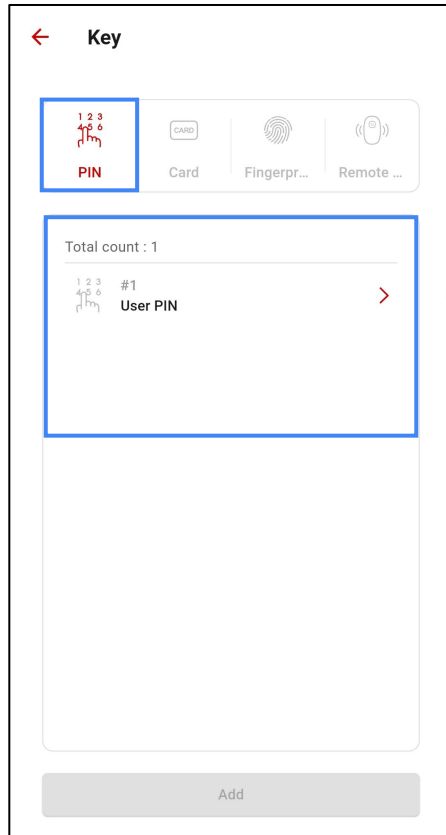 Key
1 2 3
4 5 6
PIN
CARD
Card
Fingerpr...
Remote ...
Total count : 1
1 2 3
4 5 6
#1
User PIN
Add